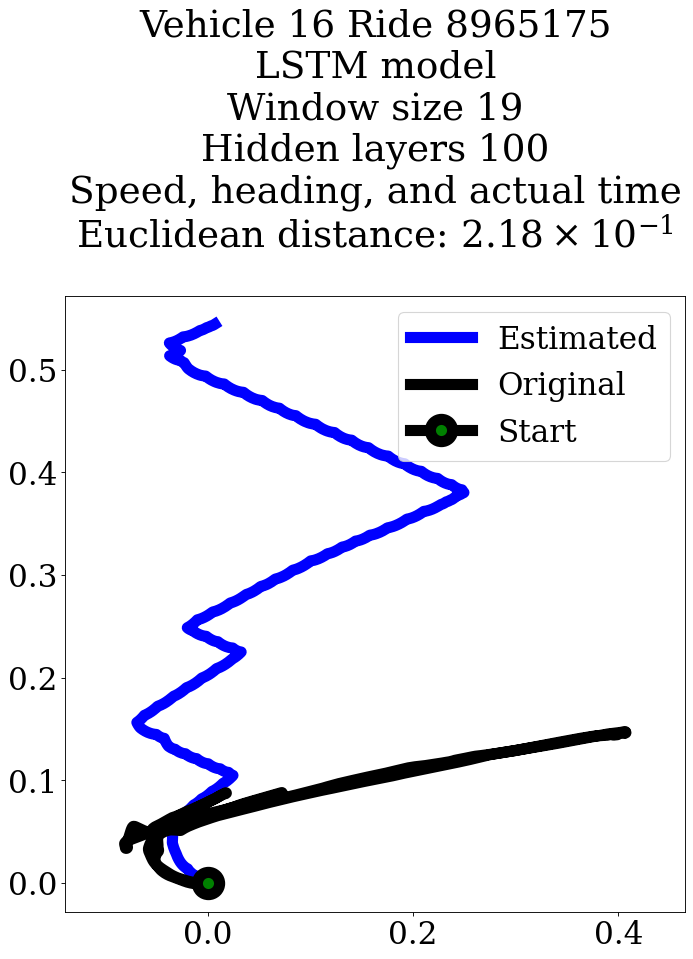 Vehicle 16 Ride 8965175
LSTM model
Window size 19
Hidden layers 100
Speed, heading, and actual time
Euclidean distance: 2.18 × 10⁻¹
Estimated
Original
Start
0.5
0.4
0.3
0.2
0.1
0.0
0.0 0.2 0.4